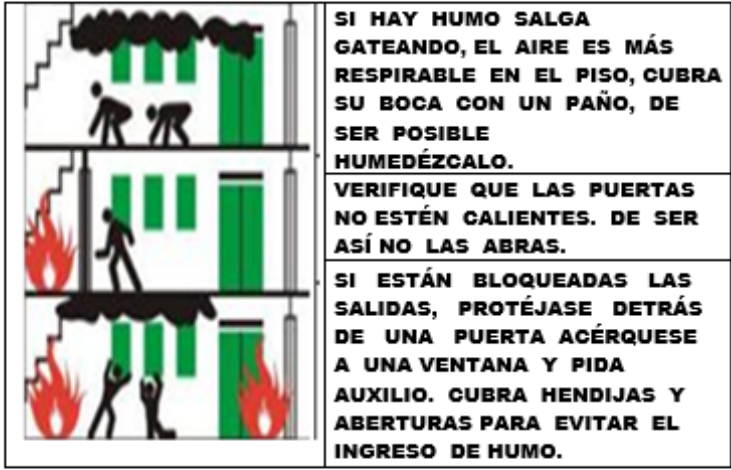 SI HAY HUMO SALGA
GATEANDO, EL AIRE ES MÁS
RESPIRABLE EN EL PISO, CUBRA
SU BOCA CON UN PAÑO, DE
SER POSIBLE
HUMEDÉZCALO.
VERIFIQUE QUE LAS PUERTAS
NO ESTÉN CALIENTES. DE SER
ASÍ NO LAS ABRAS.
SI ESTÁN BLOQUEADAS LAS
SALIDAS, PROTÉJASE DETRÁS
DE UNA PUERTA ACÉRQUESE
A UNA VENTANA Y PIDA
AUXILIO. CUBRA HENDIJAS Y
ABERTURAS PARA EVITAR EL
INGRESO DE HUMO.